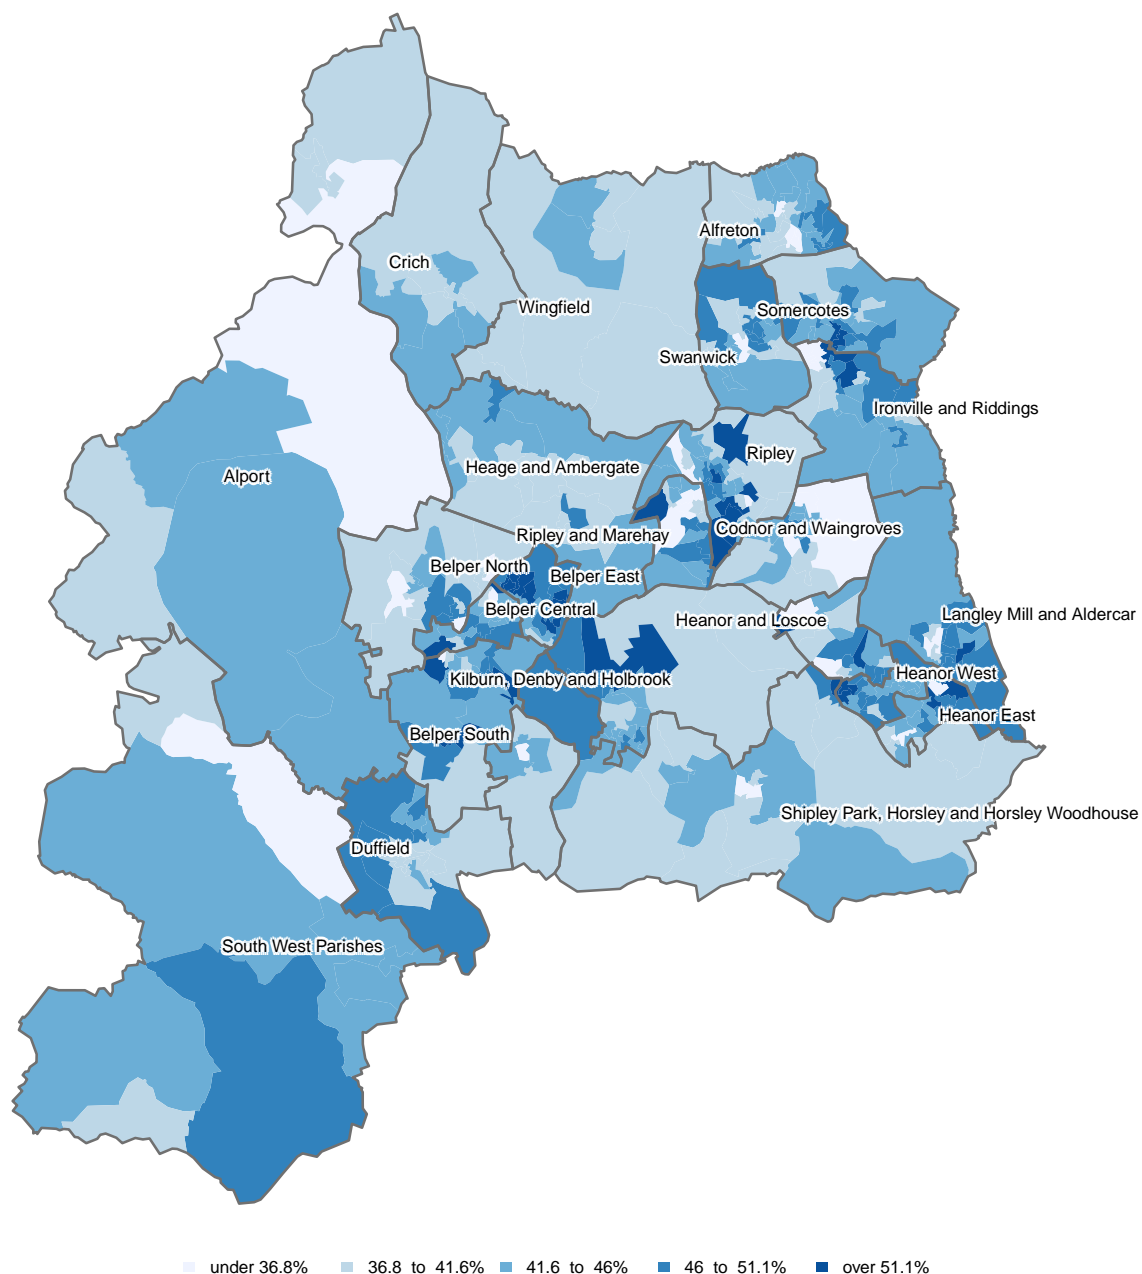 Alfreton
Crich
Wingfield
Somercotes
Swanwick
Ironville and Riddings
Ripley
Heage and Ambergate
Alport
Codnor and Waingroves
Ripley and Marehay
Belper North
Belper East
Belper Central
Langley Mill and Aldercar
Heanor and Loscoe
Heanor West
Kilburn, Denby and Holbrook
Heanor East
Belper South
Shipley Park, Horsley and Horsley Woodhouse
Duffield
South West Parishes
under 36.8% 36.8 to 41.6% 41.6 to 46% 46 to 51.1% over 51.1%